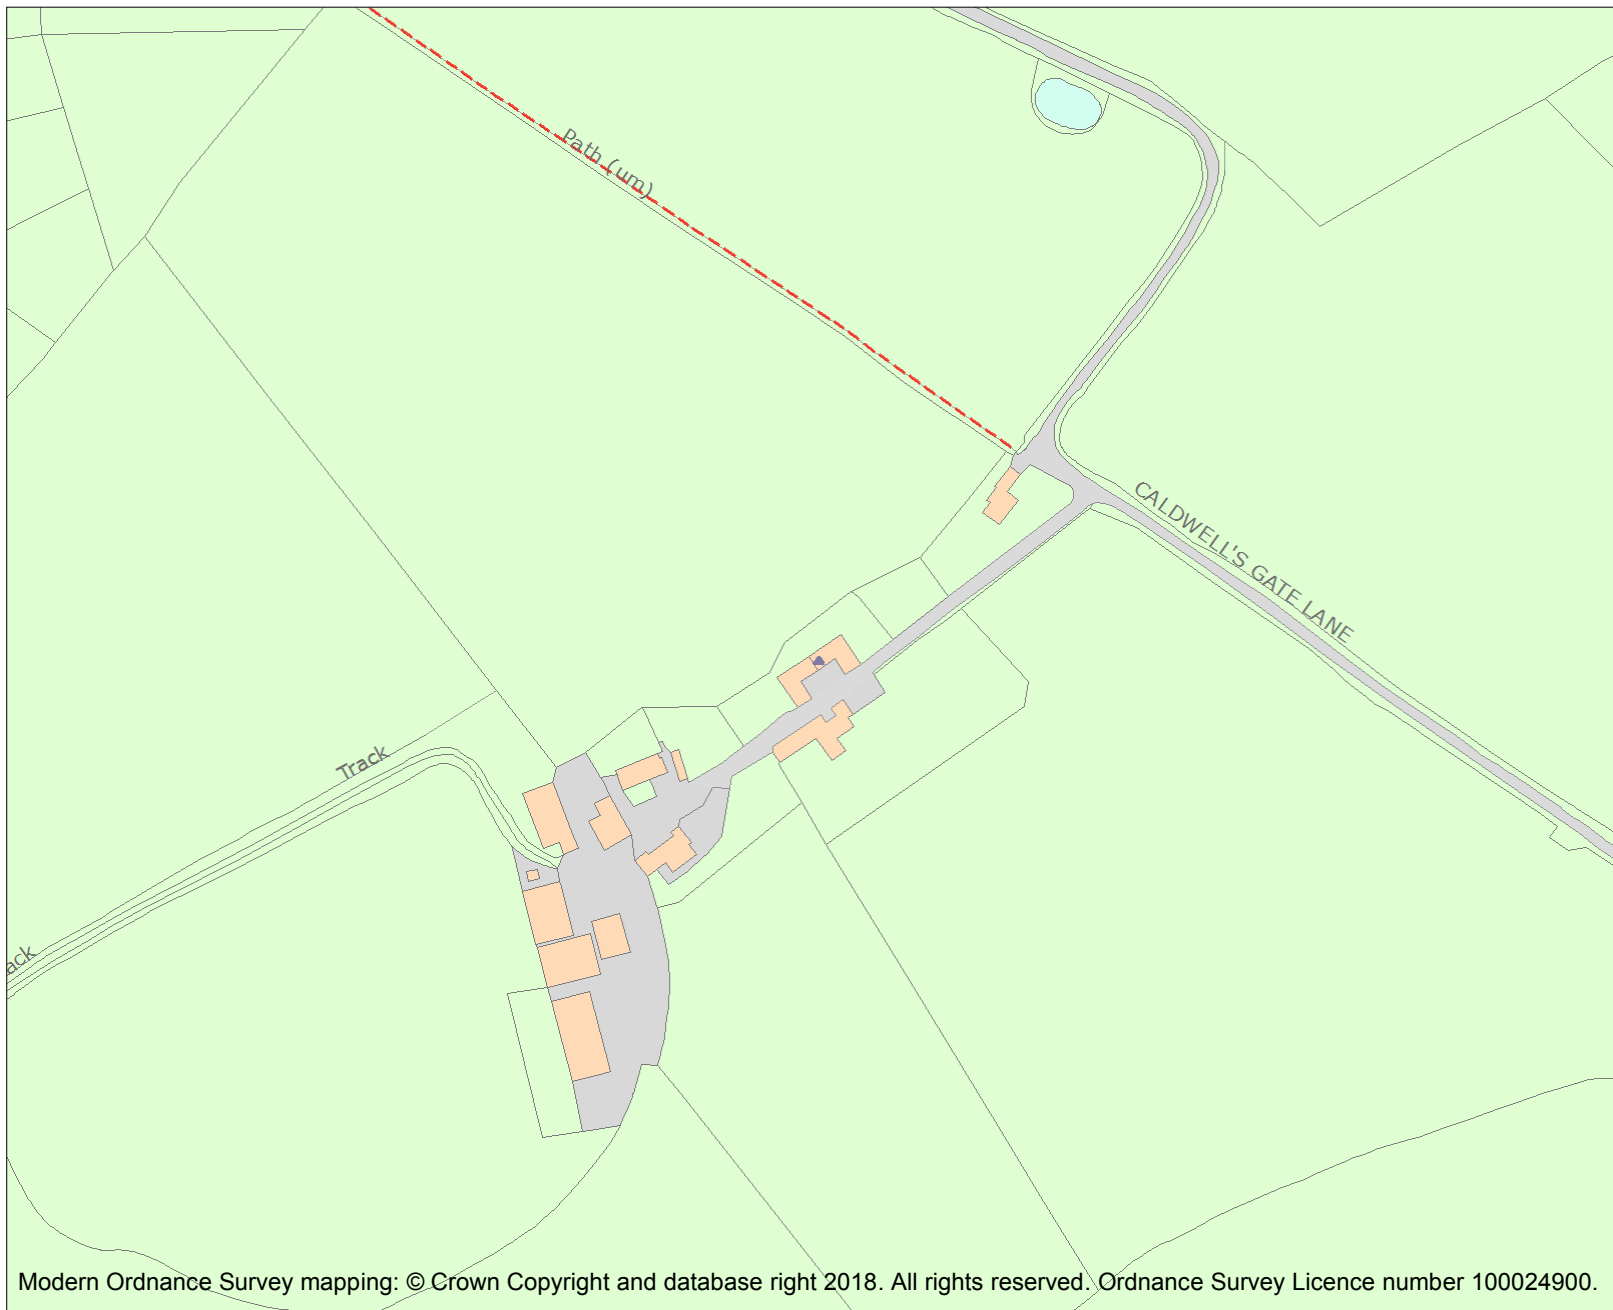 Path (um)
CALDWELL'S GATE LANE
Track
ack
Modern Ordnance Survey mapping: © Crown Copyright and database right 2018. All rights reserved. Ordnance Survey Licence number 100024900.